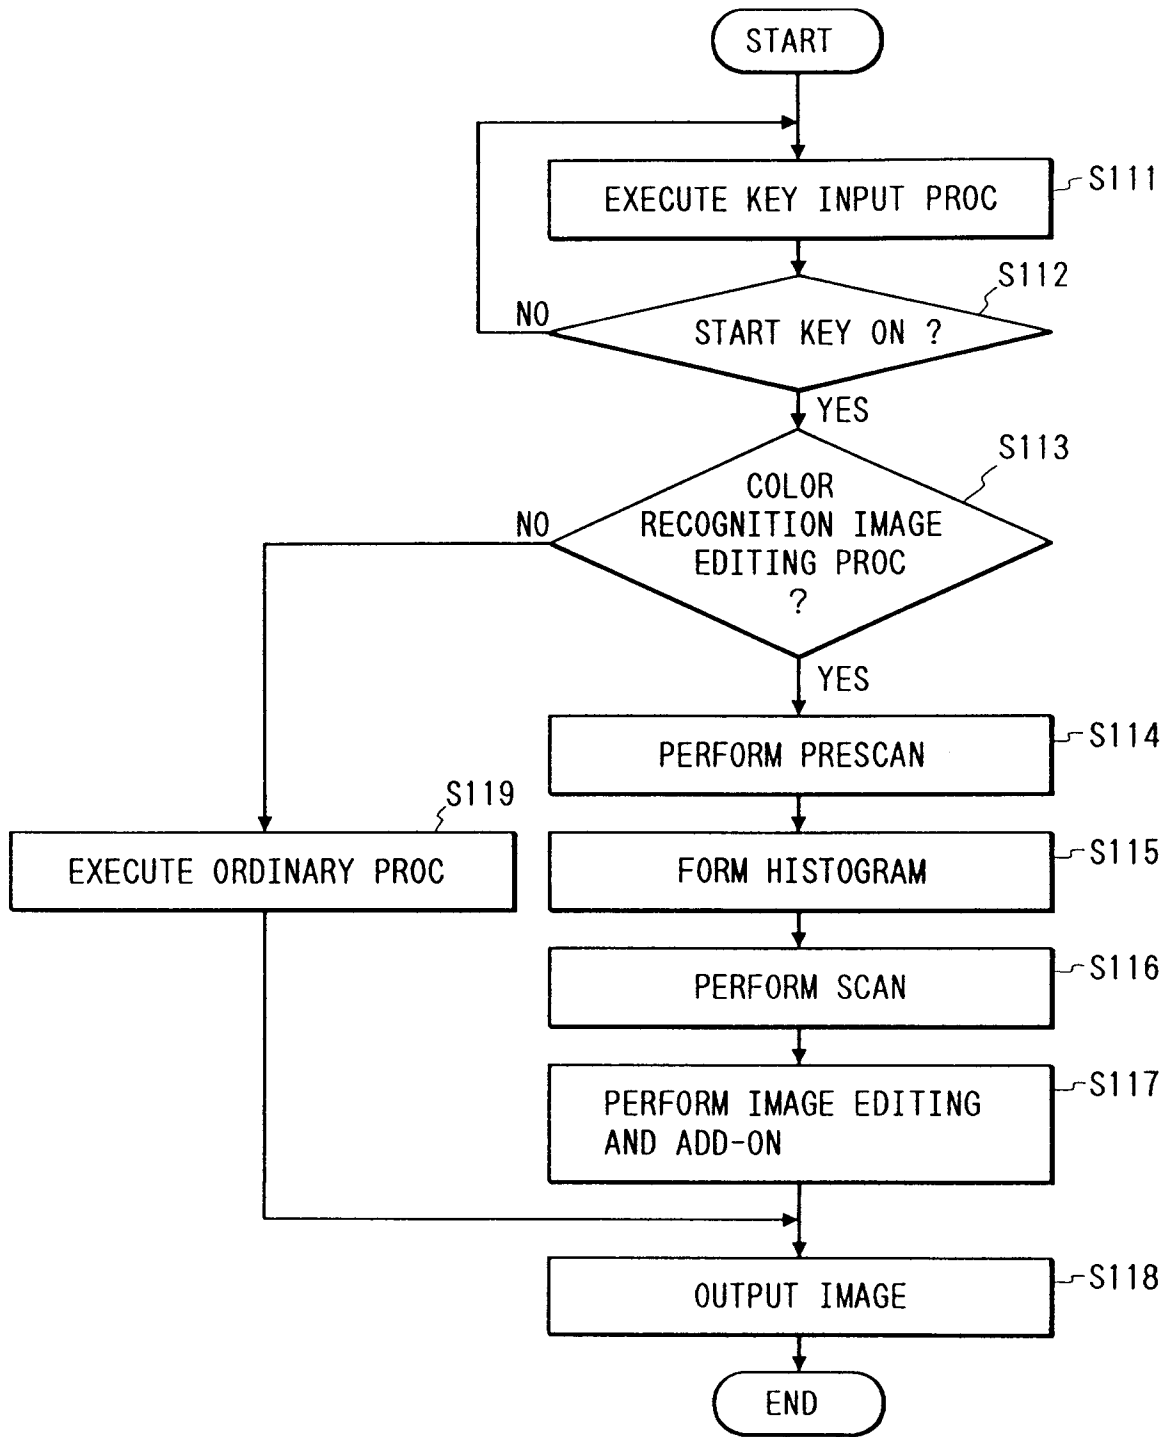 START
EXECUTE KEY INPUT PROC
S111
S112
NO
START KEY ON ?
YES
S113
COLOR
RECOGNITION IMAGE
EDITING PROC
?
NO
YES
PERFORM PRESCAN
S114
S119
EXECUTE ORDINARY PROC
FORM HISTOGRAM
S115
PERFORM SCAN
S116
PERFORM IMAGE EDITING
AND ADD-ON
S117
OUTPUT IMAGE
S118
END